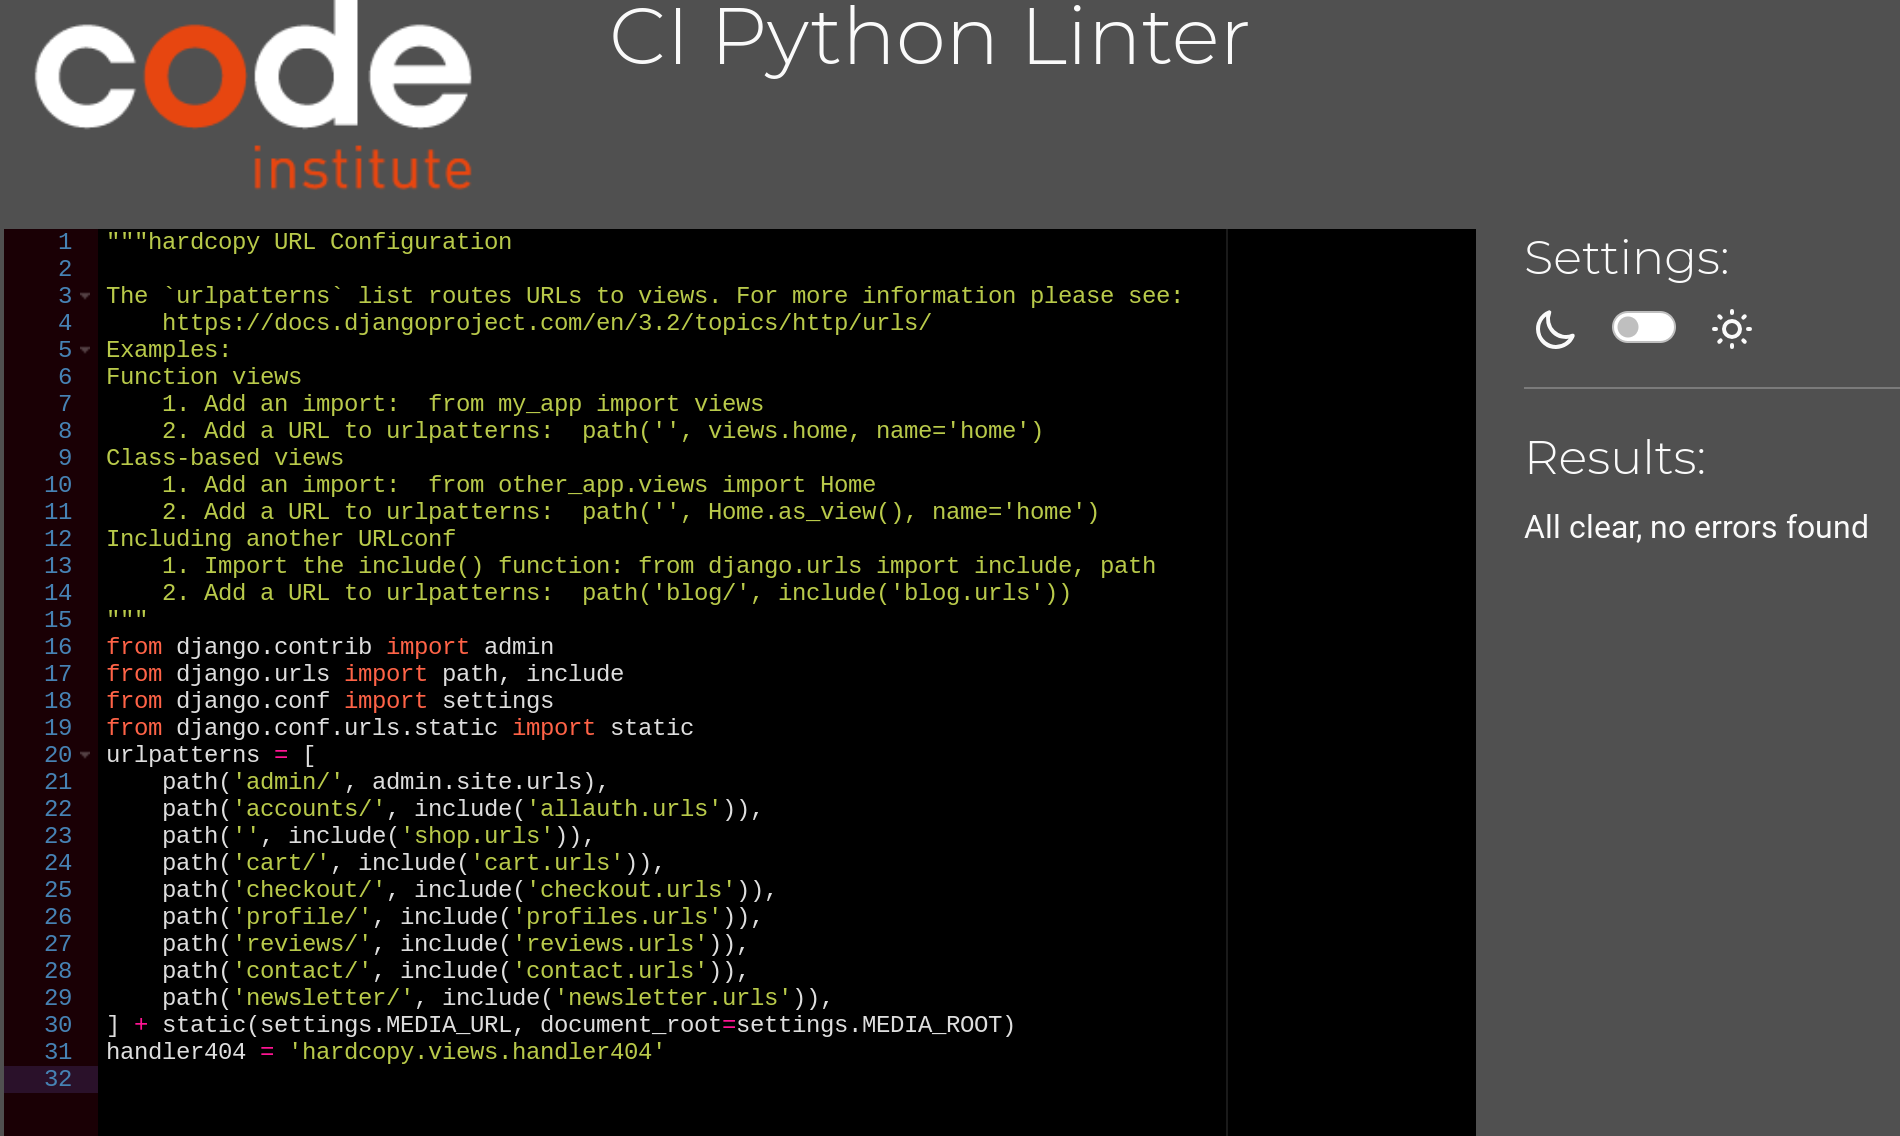 code
institute
CI Python Linter
1 """hardcopy URL Configuration
2
3 The `urlpatterns` list routes URLs to views. For more information please see:
4     https://docs.djangoproject.com/en/3.2/topics/http/urls/
5 Examples:
6 Function views
7     1. Add an import:  from my_app import views
8     2. Add a URL to urlpatterns:  path('', views.home, name='home')
9 Class-based views
10     1. Add an import:  from other_app.views import Home
11     2. Add a URL to urlpatterns:  path('', Home.as_view(), name='home')
12 Including another URLconf
13     1. Import the include() function: from django.urls import include, path
14     2. Add a URL to urlpatterns:  path('blog/', include('blog.urls'))
15 """
16 from django.contrib import admin
17 from django.urls import path, include
18 from django.conf import settings
19 from django.conf.urls.static import static
20 urlpatterns = [
21     path('admin/', admin.site.urls),
22     path('accounts/', include('allauth.urls')),
23     path('', include('shop.urls')),
24     path('cart/', include('cart.urls')),
25     path('checkout/', include('checkout.urls')),
26     path('profile/', include('profiles.urls')),
27     path('reviews/', include('reviews.urls')),
28     path('contact/', include('contact.urls')),
29     path('newsletter/', include('newsletter.urls')),
30 ] + static(settings.MEDIA_URL, document_root=settings.MEDIA_ROOT)
31 handler404 = 'hardcopy.views.handler404'
32
Settings:
Results:
All clear, no errors found